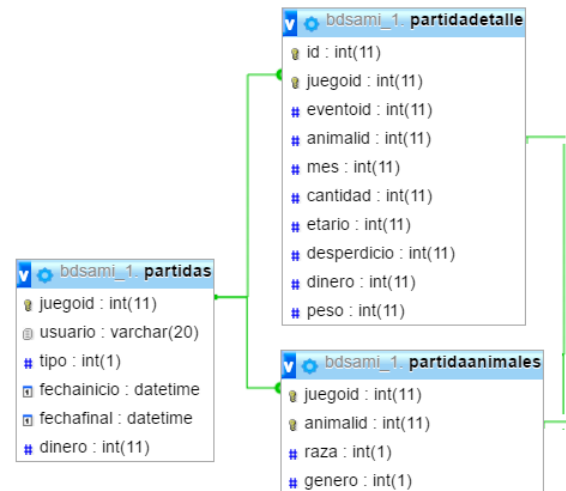 bdsami_1. partidadetalle
id : int(11)
juegoid : int(11)
# eventoid : int(11)
# animalid : int(11)
# mes : int(11)
# cantidad : int(11)
# etario : int(11)
# desperdicio : int(11)
# dinero : int(11)
# peso : int(11)
v bdsami_1. partidas
juegoid : int(11)
usuario : varchar(20)
# tipo : int(1)
fechainicio : datetime
fechafinal : datetime
# dinero : int(11)
v bdsami_1. partidaanimales
juegoid : int(11)
animalid : int(11)
# raza : int(1)
# genero : int(1)